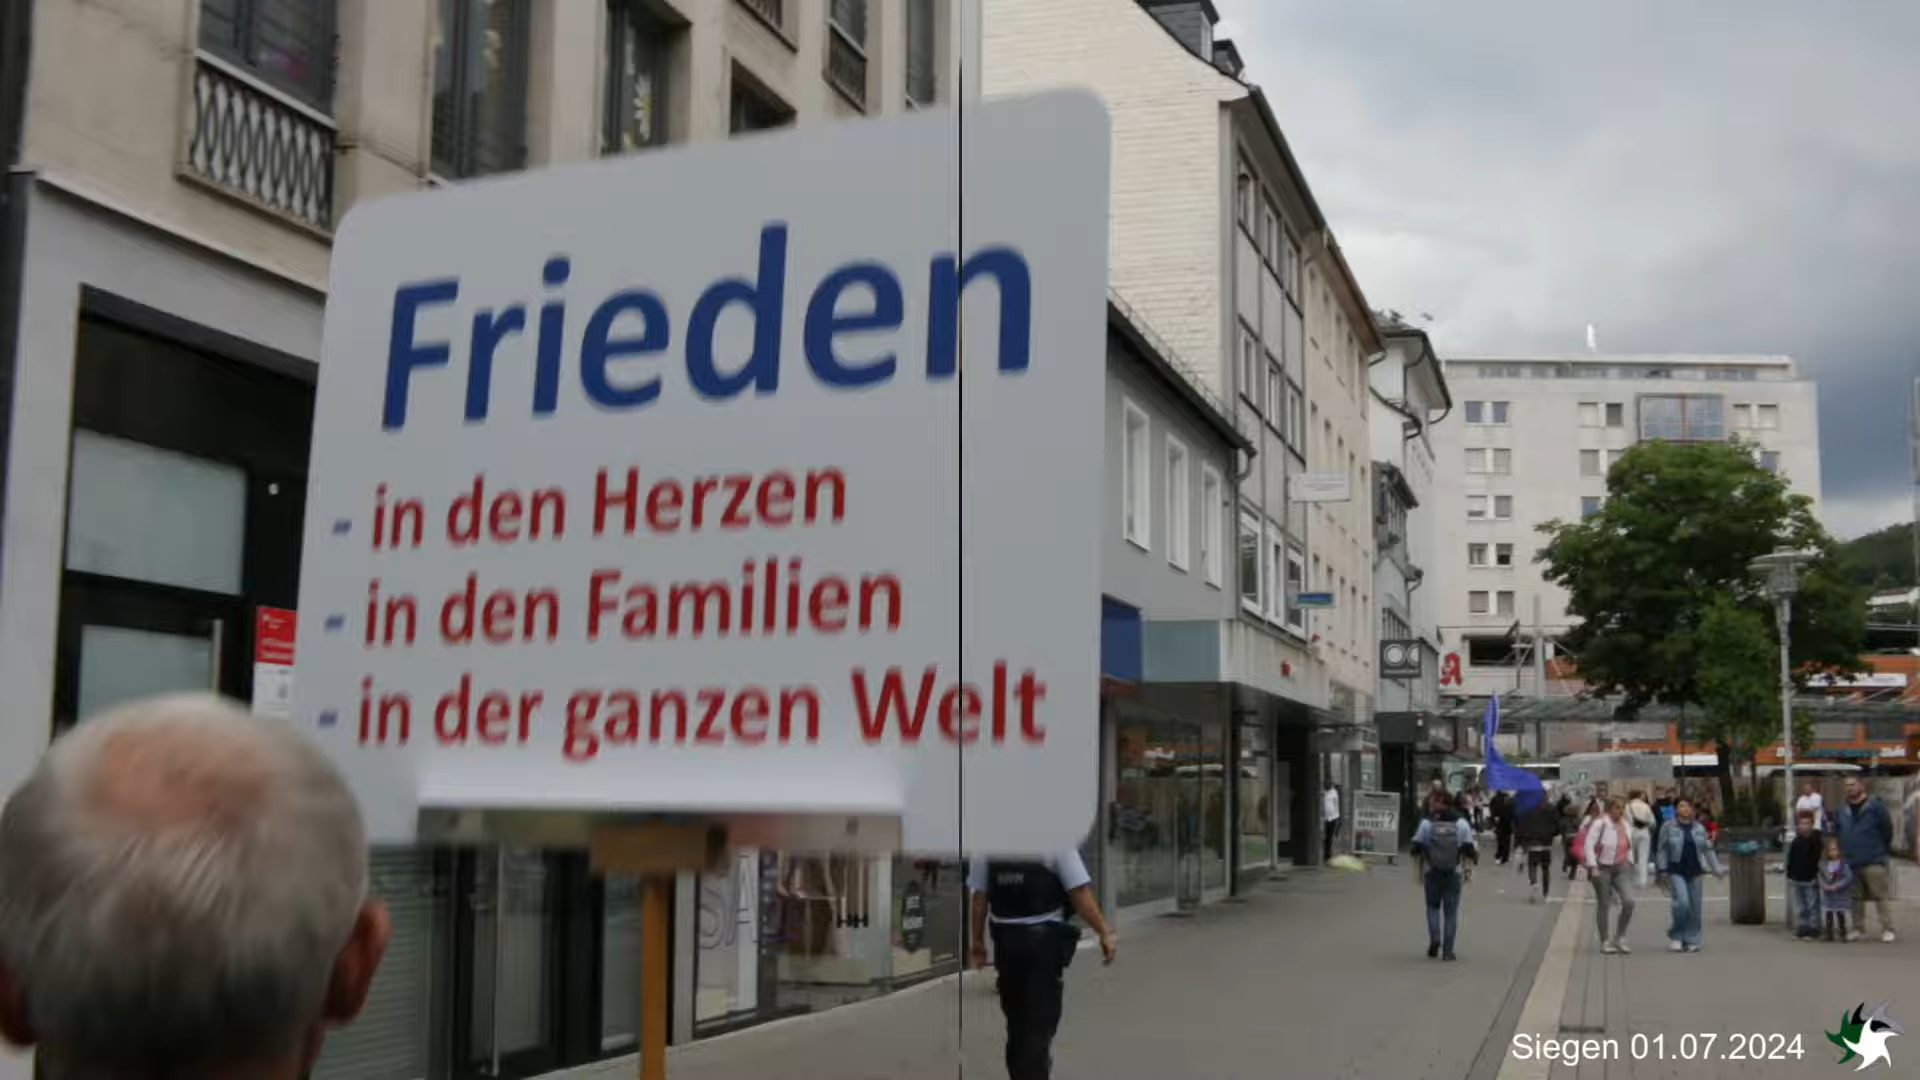 Frieden
- in den Herzen
- in den Familien
- in der ganzen Welt
A
Siegen 01.07.2024